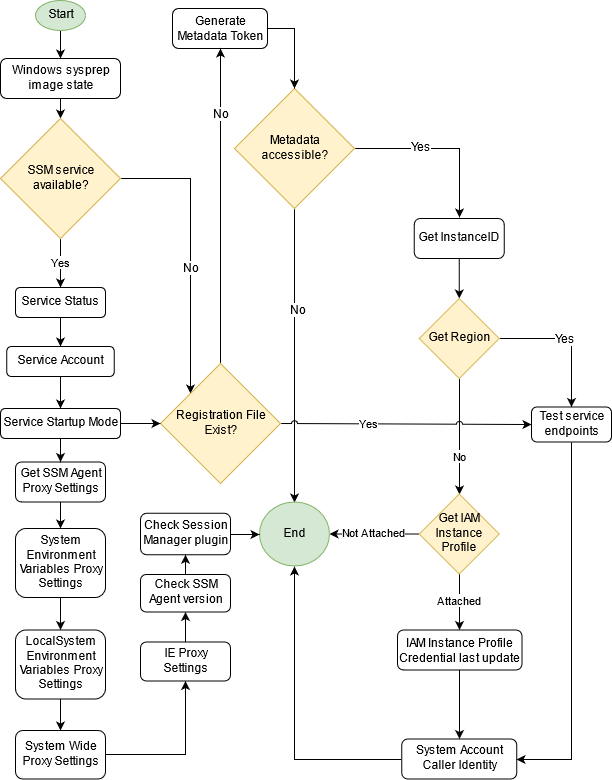 Start
Windows sysprep
image state
SSM service
available?
Yes
No
Service Status
Service Account
Service Startup Mode
Get SSM Agent
Proxy Settings
System
Environment
Variables Proxy
Settings
LocalSystem
Environment
Variables Proxy
Settings
System Wide
Proxy Settings
IE Proxy
Settings
Check SSM
Agent version
Check Session
Manager plugin
End
Registration File
Exist?
No
Yes
Generate
Metadata Token
Metadata
accessible?
No
Yes
Get InstanceID
Get Region
Yes
No
Test service
endpoints
Get IAM
Instance
Profile
Not Attached
Attached
IAM Instance Profile
Credential last update
System Account
Caller Identity